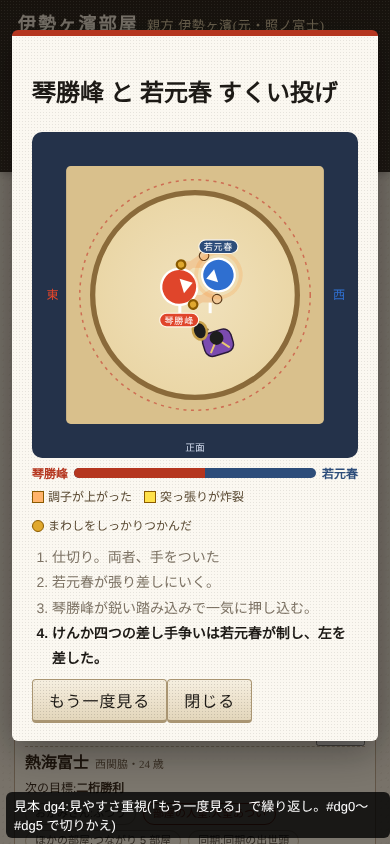 伊勢ヶ濱部屋 親方 伊勢ヶ濱(元・照ノ富士)
琴勝峰 と 若元春 すくい投げ
若元春
東
西
琴勝峰
正面
琴勝峰 若元春
調子が上がった 突っ張りが炸裂
まわしをしっかりつかんだ
1. 仕切り。両者、手をついた
2. 若元春が張り差しにいく。
3. 琴勝峰が鋭い踏み込みで一気に押し込む。
4. けんか四つの差し手争いは若元春が制し、左を
差した。
もう一度見る 閉じる
熱海富士 西関脇・24 歳
次の目標:二桁勝利
見本 dg4:見やすさ重視(「もう一度見る」で繰り返し。#dg0〜
#dg5 で切りかえ)